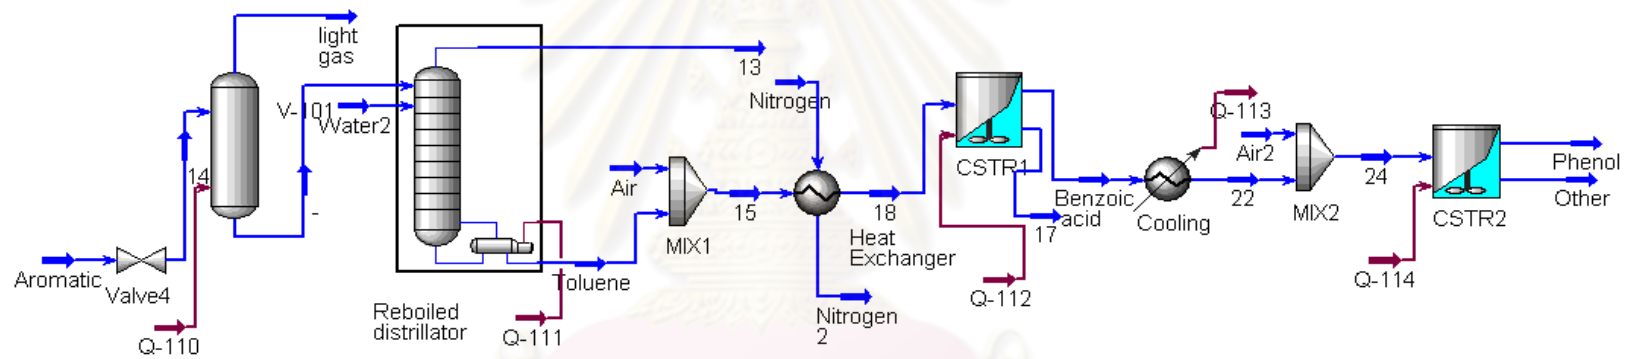 light
gas
13
V-101
Water2
Nitrogen
Q-113
Air2
CSTR1
Phenol
14
Air
24
Other
-
15
18
Benzoic
acid
22
MIX2
CSTR2
Cooling
17
MIX1
Heat
Exchanger
Aromatic
Valve4
Toluene
Q-112
Q-114
Reboiled
distrillator
Nitrogen
2
Q-110
Q-111